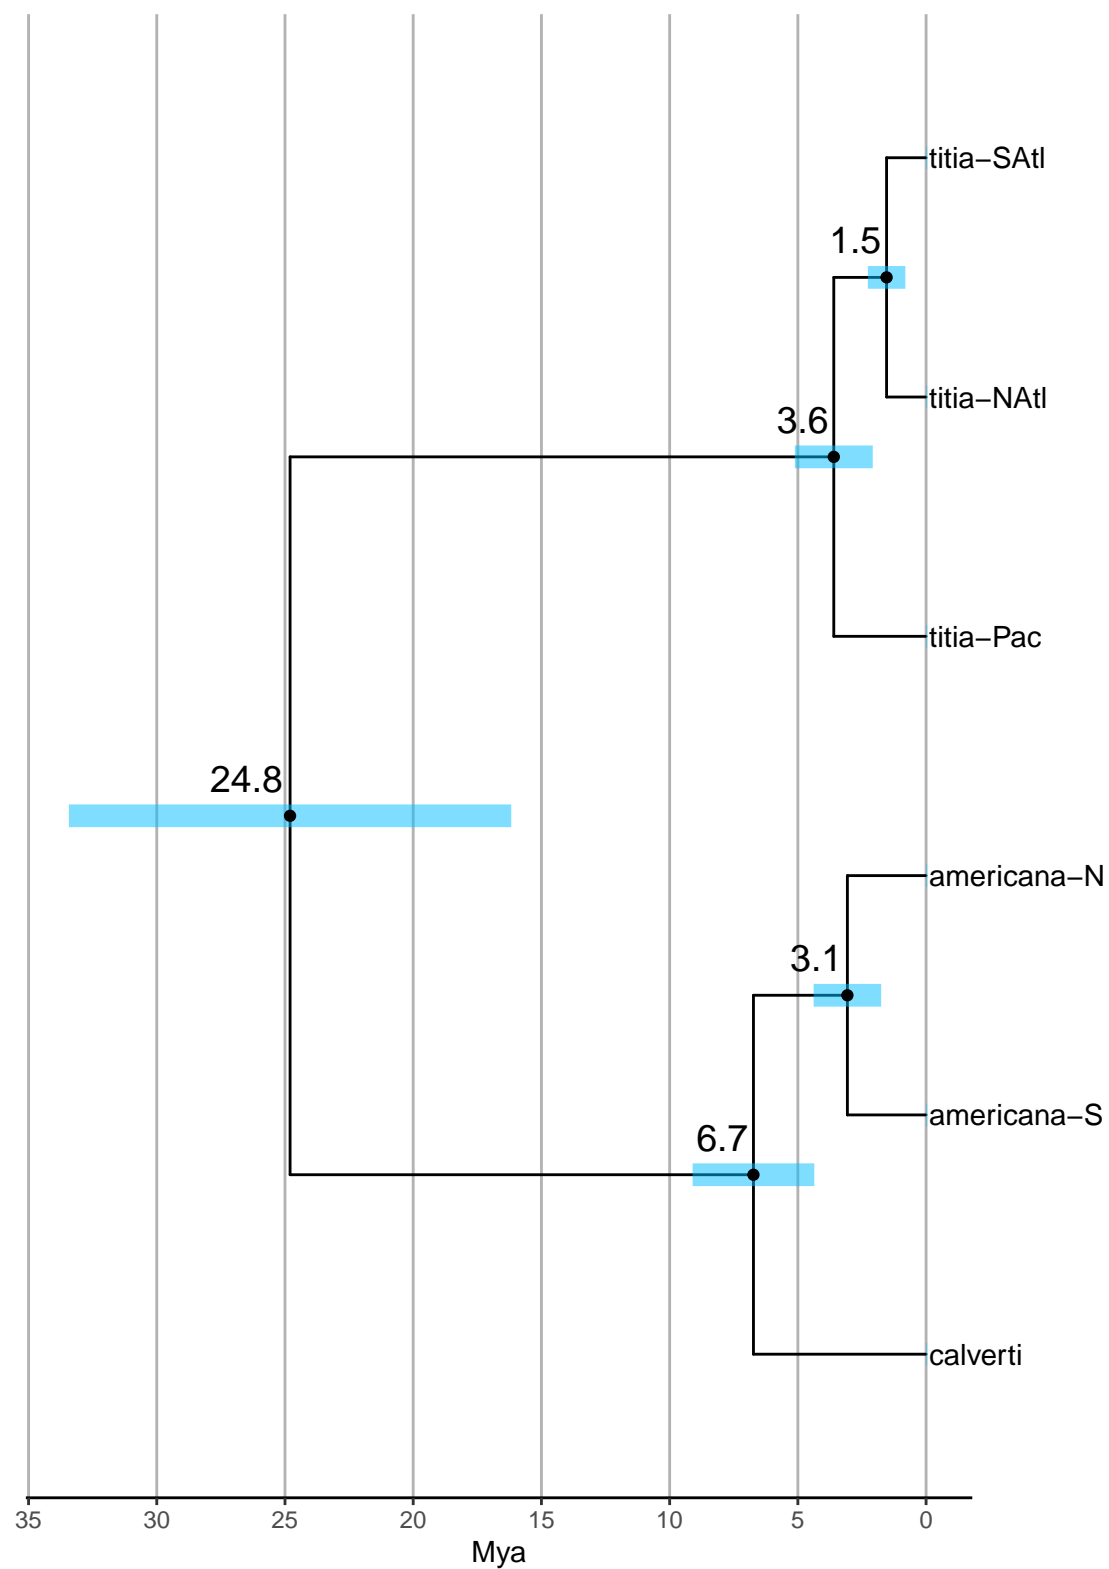 titia−SAtl
1.5
titia−NAtl
3.6
titia−Pac
24.8
americana−N
3.1
americana−S
6.7
calverti
35 30 25 20 15 10 5 0
Mya